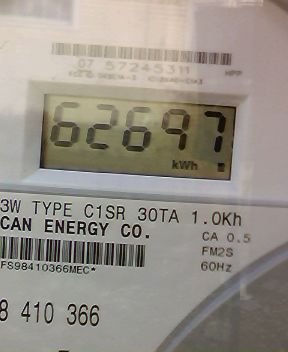 07 57245311
HPP
62697
kWh
3W TYPE C1SR 30TA 1.0Kh
CAN ENERGY CO.
CA 0.5
FM2S
60Hz
FS98410366MEC*
8 410 366